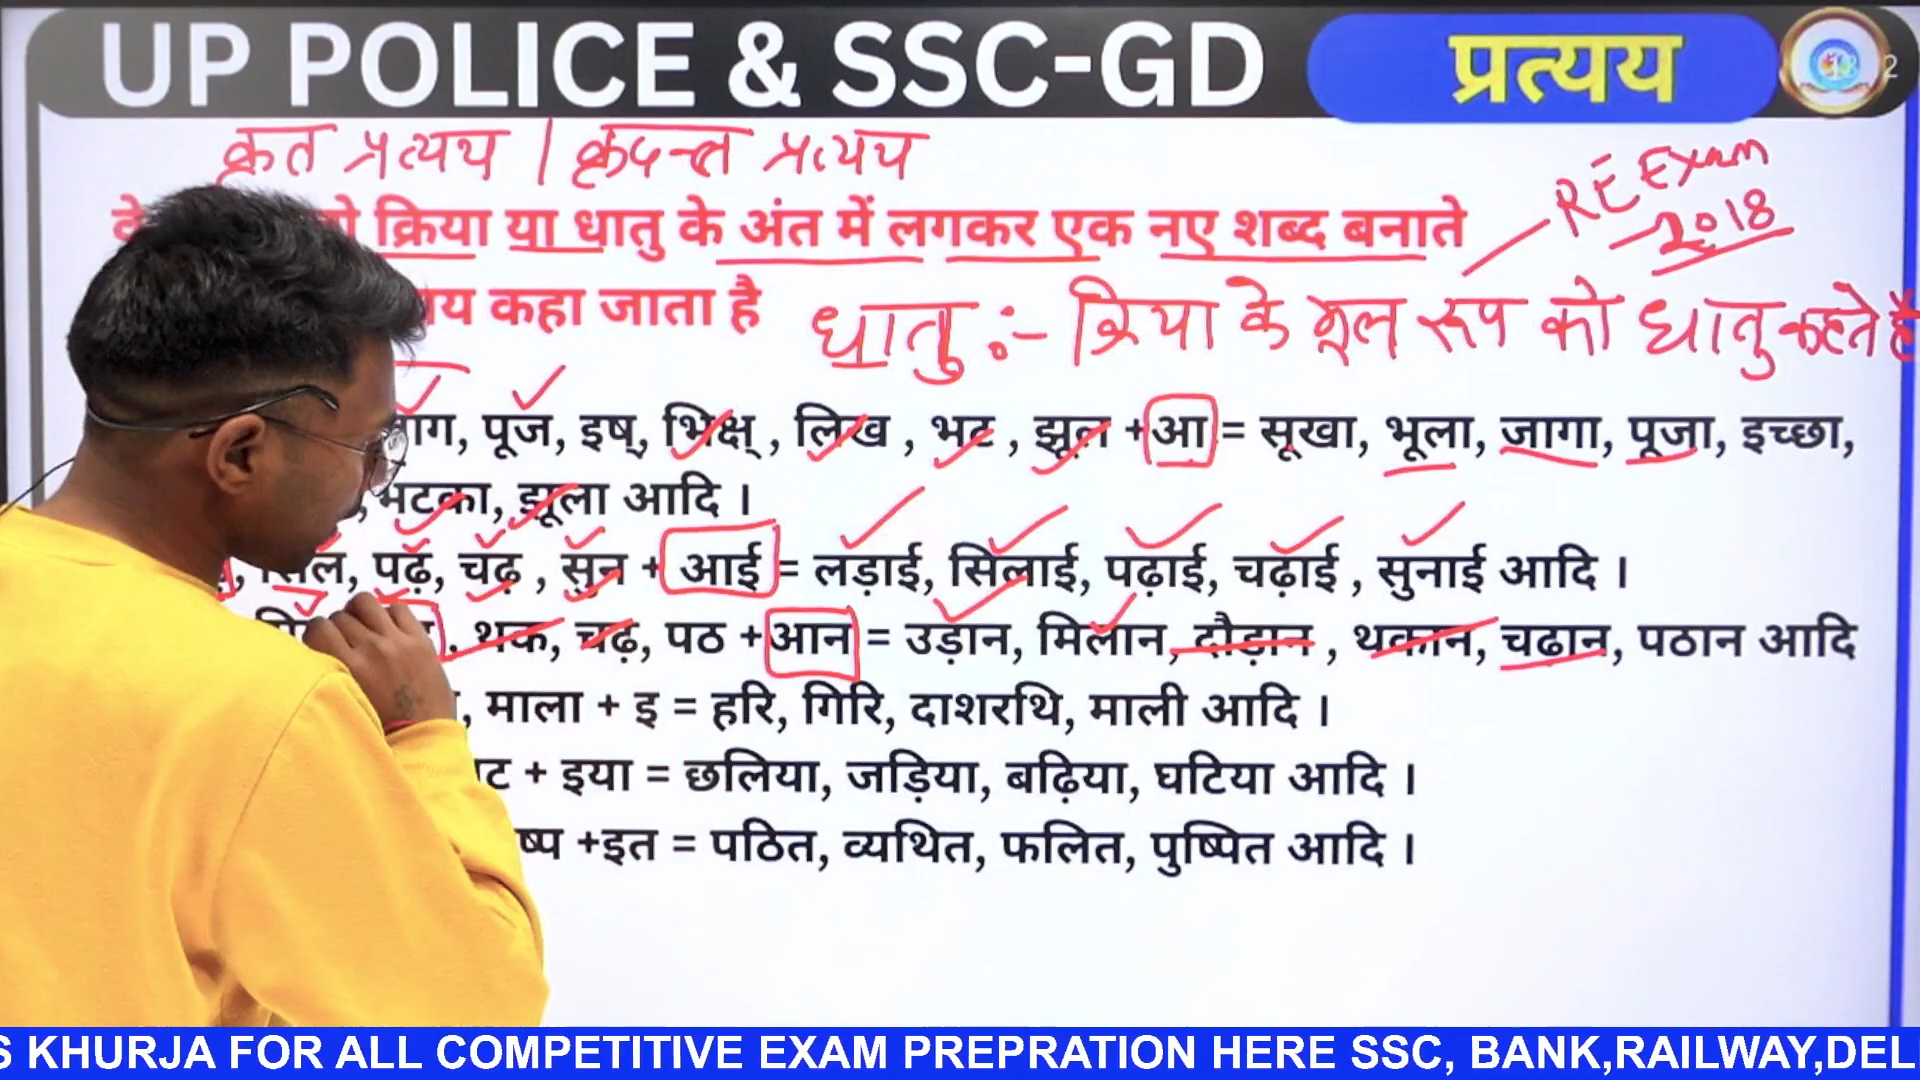 UP POLICE & SSC-GD प्रत्यय
कृत प्रत्यय / कृदन्त प्रत्यय
RE Exam
2018
क्रिया या धातु के अंत में लगकर एक नए शब्द बनाते
कहा जाता है
धातु :- क्रिया के मूल रूप को धातु कहते हैं
पूज, इष्, भिक्ष्, लिख, भट, झूल + आ = सूखा, भूला, जागा, पूजा, इच्छा,
भटका, झूला आदि ।
पढ़, चढ़, सुन + आई = लड़ाई, सिलाई, पढ़ाई, चढ़ाई, सुनाई आदि ।
थक, चढ़, पठ + आन = उड़ान, मिलान, दौड़ान, थकान, चढान, पठान आदि
, माला + इ = हरि, गिरि, दाशरथि, माली आदि ।
+ इया = छलिया, जड़िया, बढ़िया, घटिया आदि ।
+इत = पठित, व्यथित, फलित, पुष्पित आदि ।
KHURJA FOR ALL COMPETITIVE EXAM PREPRATION HERE SSC, BANK,RAILWAY,DEL